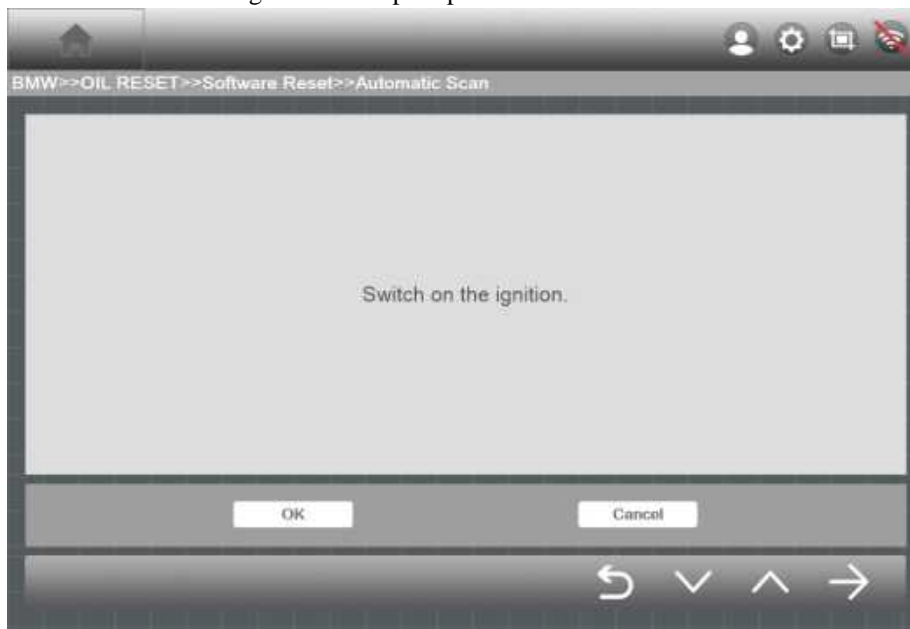 BMW>>OIL RESET>>Software Reset>>Automatic Scan
Switch on the ignition.
OK
Cancel